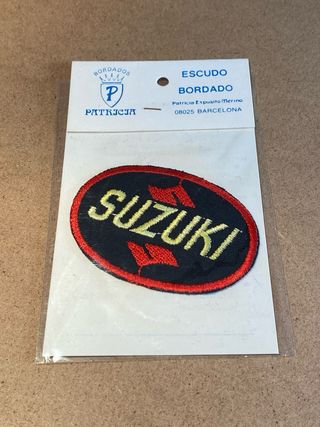 BORDADOS
P
PATRICIA
ESCUDO
BORDADO
Patricia Expósito Merino
08025 BARCELONA
SUZUKI